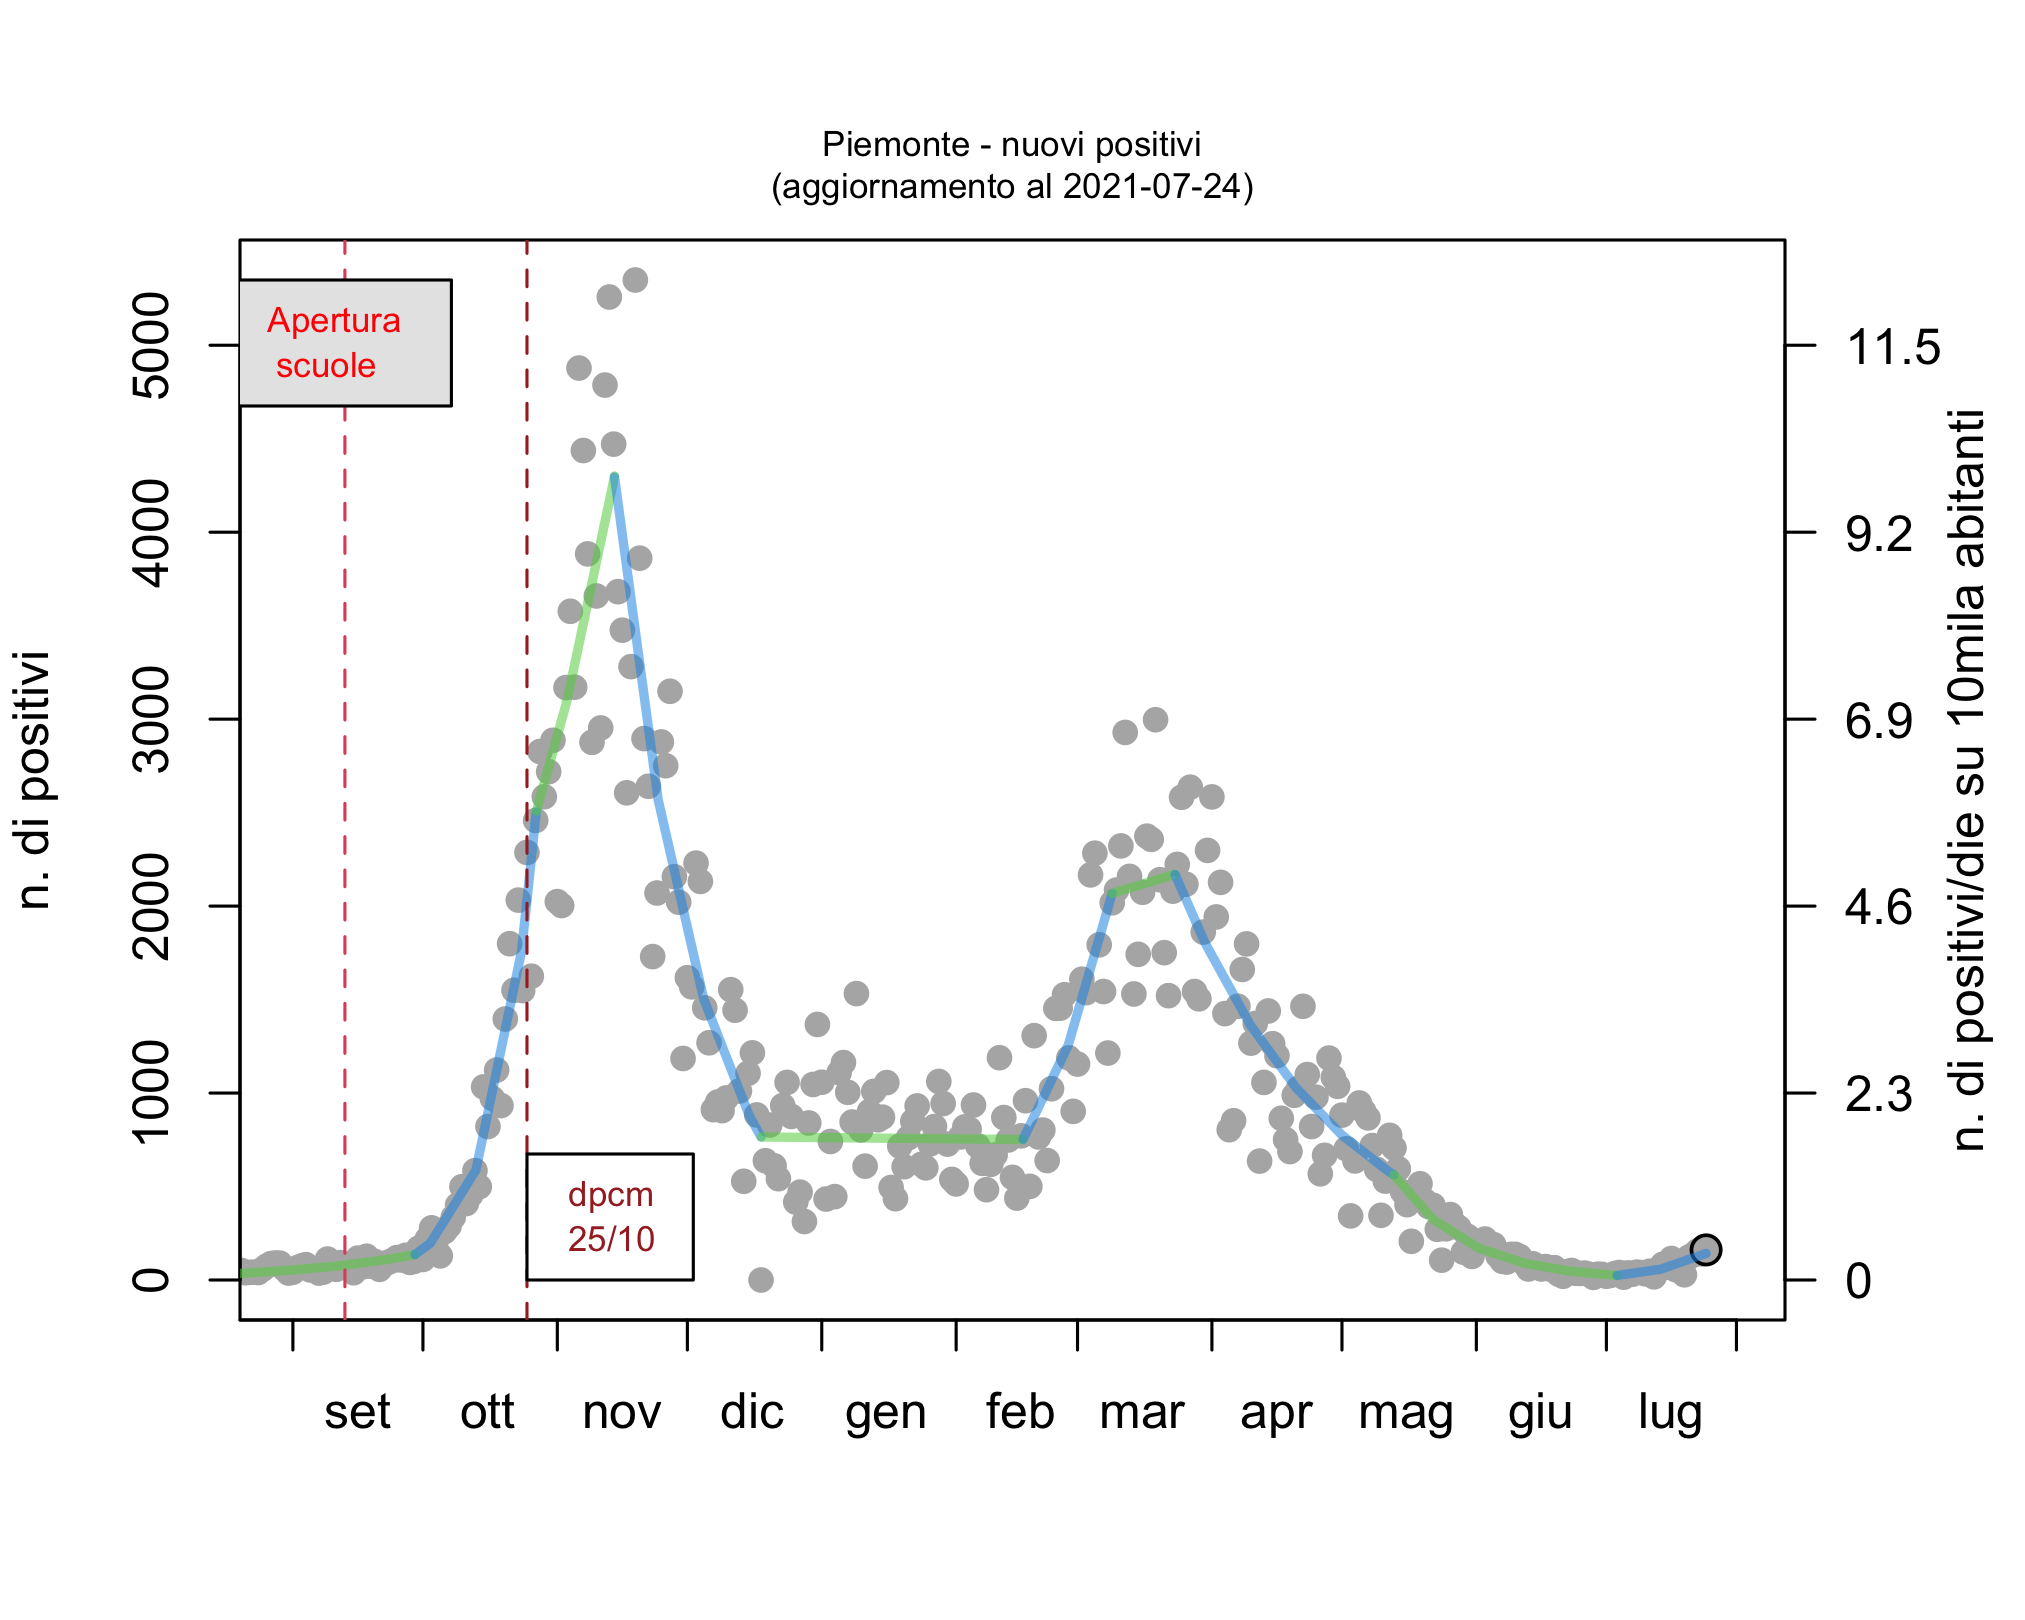 Piemonte - nuovi positivi
(aggiornamento al 2021-07-24)
Apertura
scuole
dpcm
25/10
n. di positivi
0
1000
2000
3000
4000
5000
0
2.3
4.6
6.9
9.2
11.5
n. di positivi/die su 10mila abitanti
set ott nov dic gen feb mar apr mag giu lug